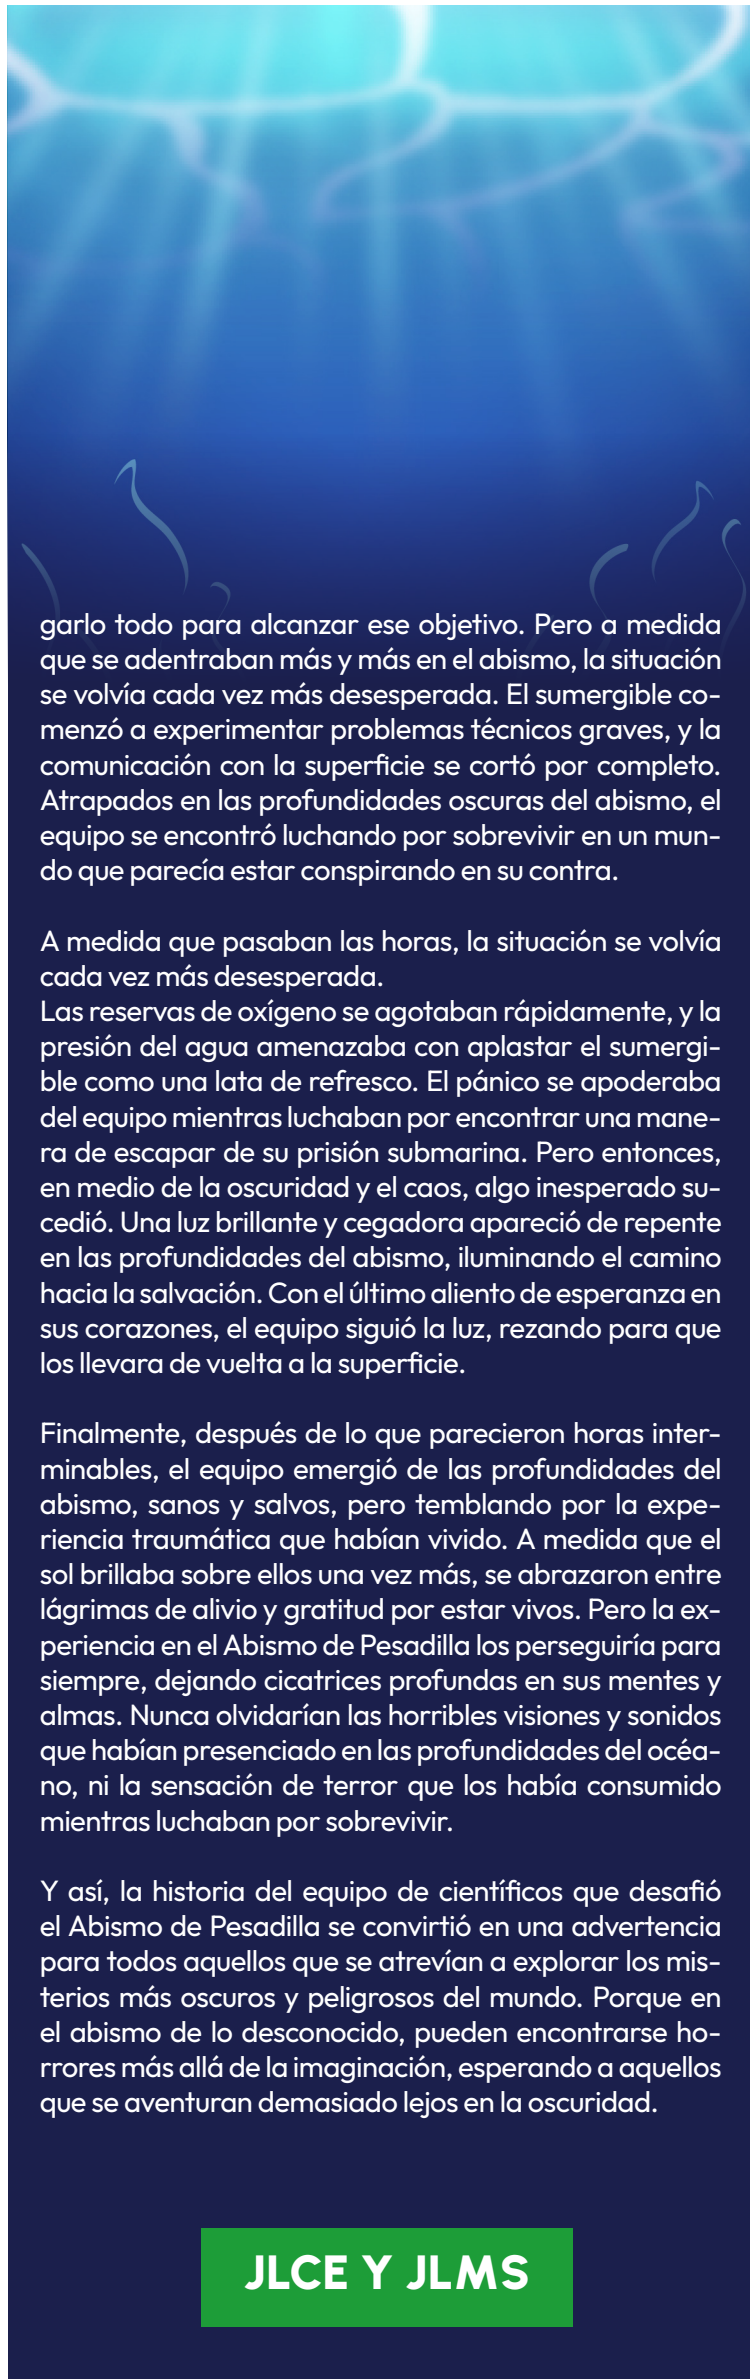 garlo todo para alcanzar ese objetivo. Pero a medida
que se adentraban más y más en el abismo, la situación
se volvía cada vez más desesperada. El sumergible co-
menzó a experimentar problemas técnicos graves, y la
comunicación con la superficie se cortó por completo.
Atrapados en las profundidades oscuras del abismo, el
equipo se encontró luchando por sobrevivir en un mun-
do que parecía estar conspirando en su contra.
A medida que pasaban las horas, la situación se volvía
cada vez más desesperada.
Las reservas de oxígeno se agotaban rápidamente, y la
presión del agua amenazaba con aplastar el sumergi-
ble como una lata de refresco. El pánico se apoderaba
del equipo mientras luchaban por encontrar una mane-
ra de escapar de su prisión submarina. Pero entonces,
en medio de la oscuridad y el caos, algo inesperado su-
cedió. Una luz brillante y cegadora apareció de repente
en las profundidades del abismo, iluminando el camino
hacia la salvación. Con el último aliento de esperanza en
sus corazones, el equipo siguió la luz, rezando para que
los llevara de vuelta a la superficie.
Finalmente, después de lo que parecieron horas inter-
minables, el equipo emergió de las profundidades del
abismo, sanos y salvos, pero temblando por la expe-
riencia traumática que habían vivido. A medida que el
sol brillaba sobre ellos una vez más, se abrazaron entre
lágrimas de alivio y gratitud por estar vivos. Pero la ex-
periencia en el Abismo de Pesadilla los perseguiría para
siempre, dejando cicatrices profundas en sus mentes y
almas. Nunca olvidarían las horribles visiones y sonidos
que habían presenciado en las profundidades del océa-
no, ni la sensación de terror que los había consumido
mientras luchaban por sobrevivir.
Y así, la historia del equipo de científicos que desafió
el Abismo de Pesadilla se convirtió en una advertencia
para todos aquellos que se atrevían a explorar los mis-
terios más oscuros y peligrosos del mundo. Porque en
el abismo de lo desconocido, pueden encontrarse ho-
rrores más allá de la imaginación, esperando a aquellos
que se aventuran demasiado lejos en la oscuridad.
JLCE Y JLMS